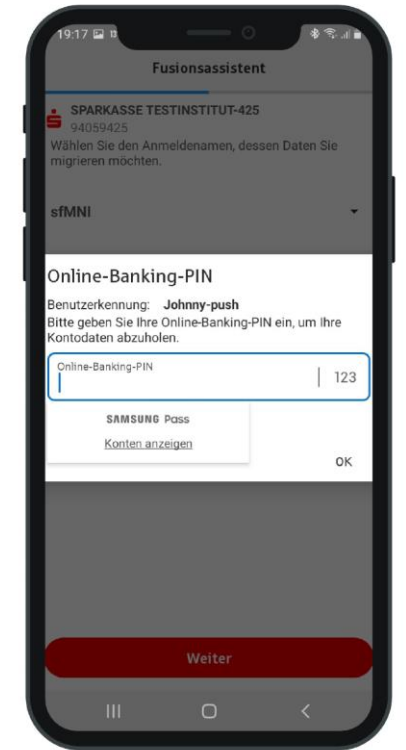 19:17
Fusionsassistent
SPARKASSE TESTINSTITUT-425
94059425
Wählen Sie den Anmeldenamen, dessen Daten Sie
migrieren möchten.
sfMNI
Online-Banking-PIN
Benutzerkennung: Johnny-push
Bitte geben Sie Ihre Online-Banking-PIN ein, um Ihre
Kontodaten abzuholen.
Online-Banking-PIN
123
SAMSUNG Pass
Konten anzeigen
OK
Weiter